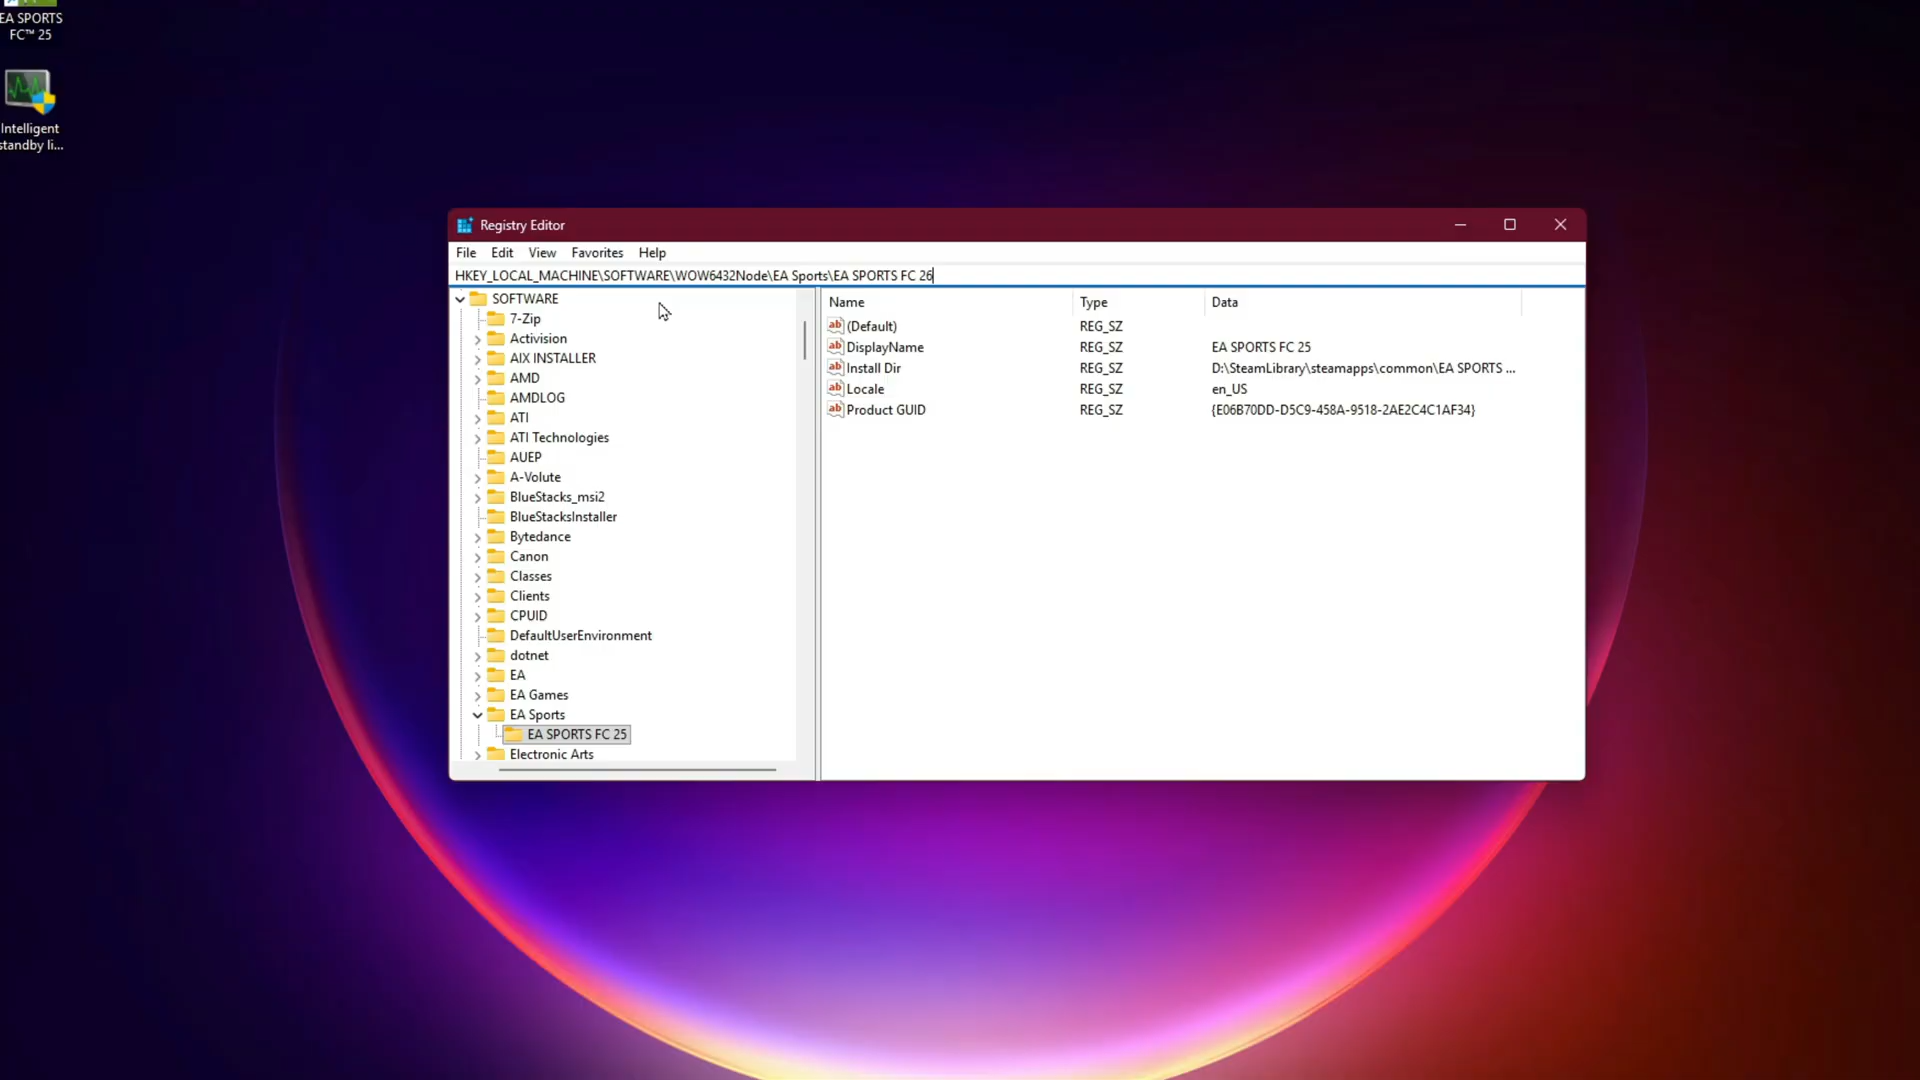 EA SPORTS
FC™ 25
Intelligent
standby li...
Registry Editor
File Edit View Favorites Help
HKEY_LOCAL_MACHINE\SOFTWARE\WOW6432Node\EA Sports\EA SPORTS FC 26
SOFTWARE
7-Zip
Activision
AIX INSTALLER
AMD
AMDLOG
ATI
ATI Technologies
AUEP
A-Volute
BlueStacks_msi2
BlueStacksInstaller
Bytedance
Canon
Classes
Clients
CPUID
DefaultUserEnvironment
dotnet
EA
EA Games
EA Sports
EA SPORTS FC 25
Electronic Arts
Name Type Data
(Default) REG_SZ
DisplayName REG_SZ EA SPORTS FC 25
Install Dir REG_SZ D:\SteamLibrary\steamapps\common\EA SPORTS ...
Locale REG_SZ en_US
Product GUID REG_SZ {E06B70DD-D5C9-458A-9518-2AE2C4C1AF34}